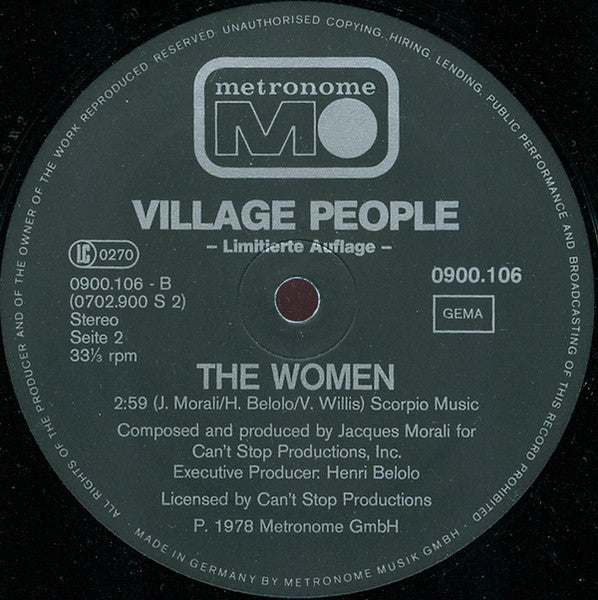 ALL RIGHTS OF THE PRODUCER AND OF THE OWNER OF THE WORK REPRODUCED RESERVED UNAUTHORISED COPYING, HIRING, LENDING, PUBLIC PERFORMANCE AND BROADCASTING OF THIS RECORD PROHIBITED
metronome
MO
VILLAGE PEOPLE
– Limitierte Auflage –
LC 0270
0900.106
0900.106 - B
(0702.900 S 2)
GEMA
Stereo
Seite 2
33⅓ rpm
THE WOMEN
2:59 (J. Morali/H. Belolo/V. Willis) Scorpio Music
Composed and produced by Jacques Morali for
Can't Stop Productions, Inc.
Executive Producer: Henri Belolo
Licensed by Can't Stop Productions
P. 1978 Metronome GmbH
· MADE IN GERMANY BY METRONOME MUSIK GMBH ·